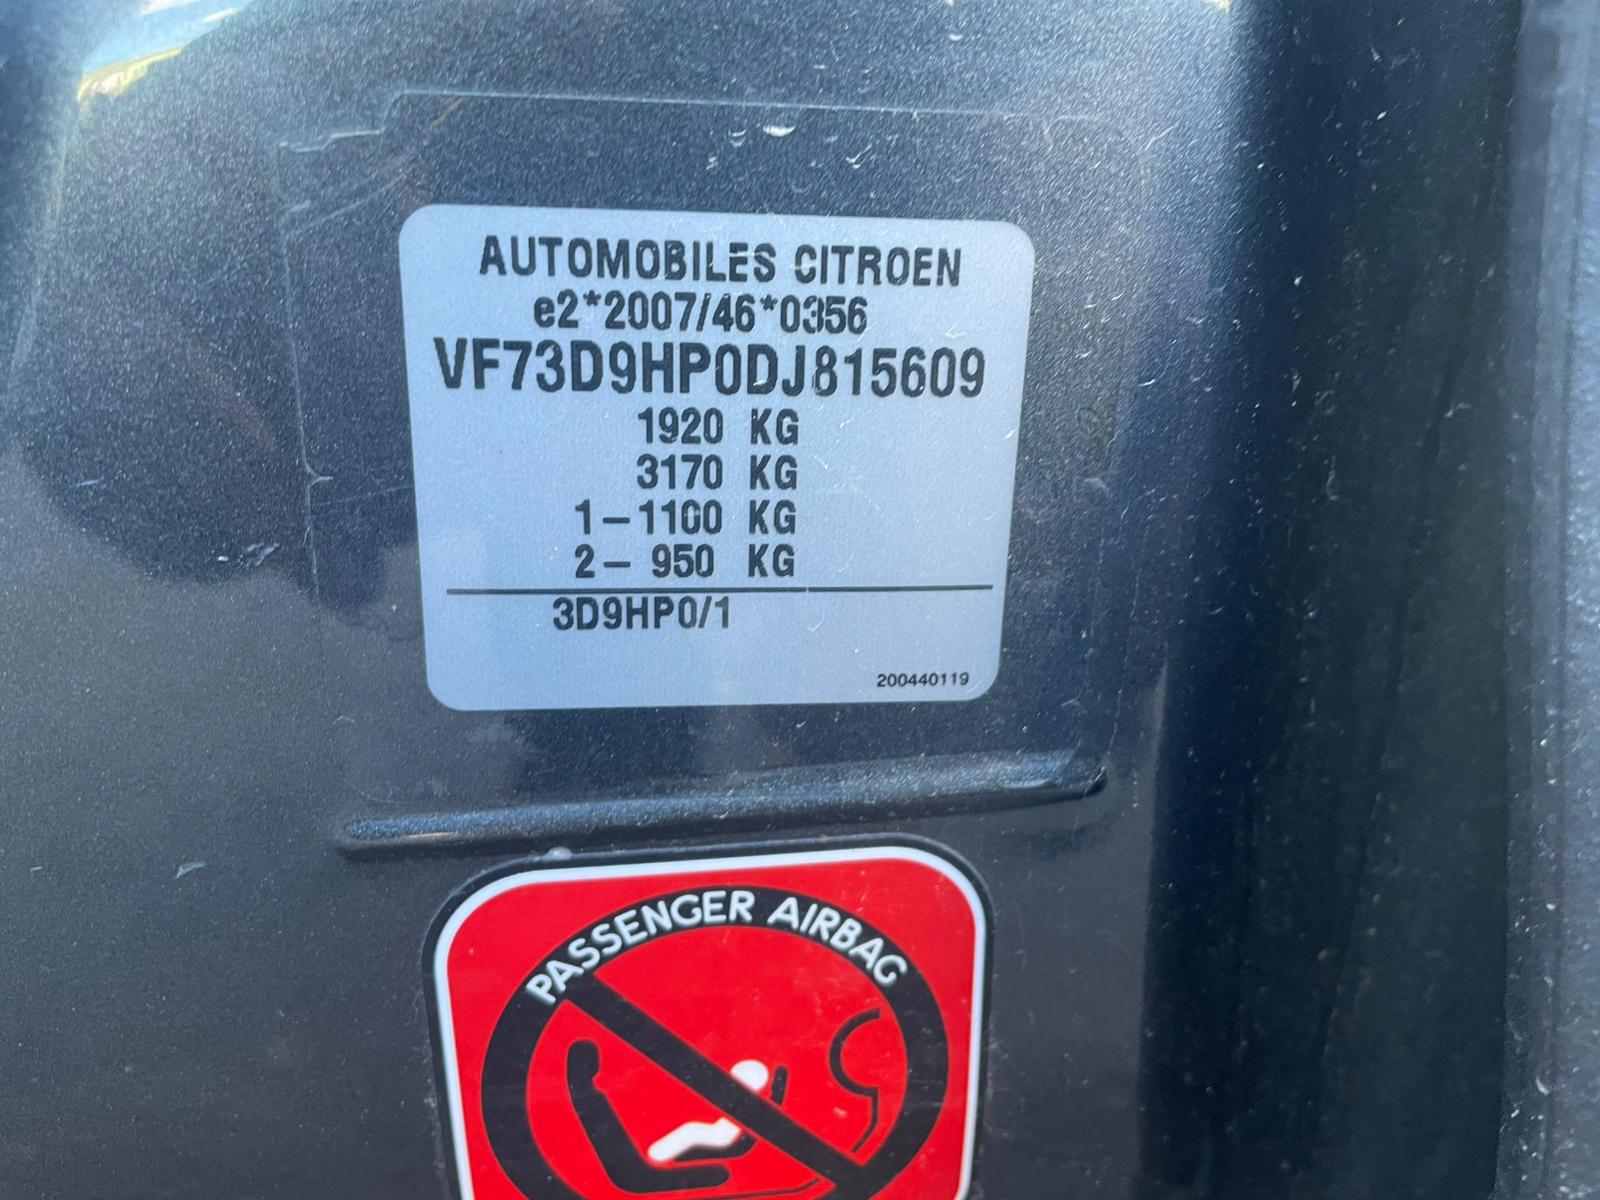 AUTOMOBILES CITROEN
e2*2007/46*0356
VF73D9HP0DJ815609
1920 KG
3170 KG
1-1100 KG
2- 950 KG
3D9HP0/1
200440119
PASSENGER AIRBAG